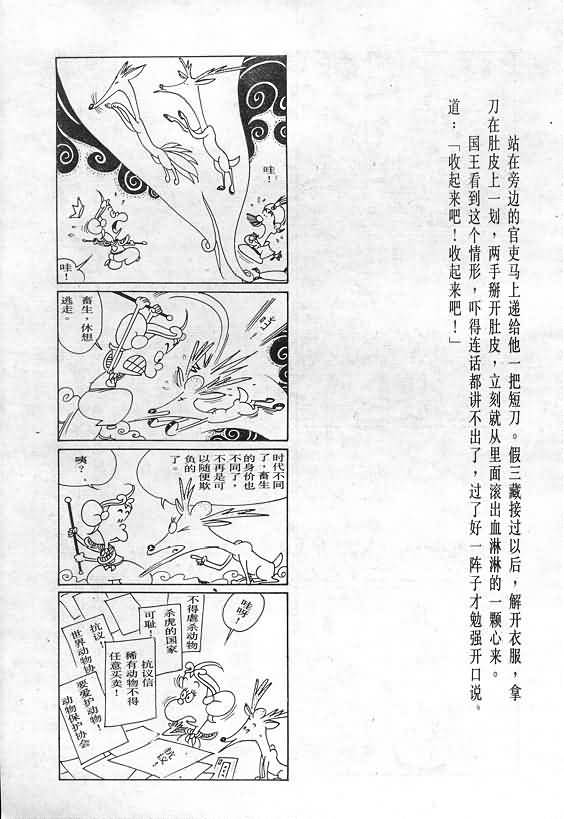 站在旁边的官吏马上递给他一把短刀。假三藏接过以后，解开衣服，拿
刀在肚皮上一划，两手掰开肚皮，立刻就从里面滚出血淋淋的一颗心来。
国王看到这个情形，吓得连话都讲不出了，过了好一阵子才勉强开口说
道：「收起来吧！收起来吧！」
哇！
哇！
畜生，休想
逃走。
时代不同
了，畜生
的身价也
不同了，
不再是可
以随便欺
负的
了。
咦？
哇呀！
不得虐杀动物
杀虎的国家
可耻！
抗议信
稀有动物不得
任意买卖！
抗议！
世界动物协
要爱护动物！
动物保护协会
抗议